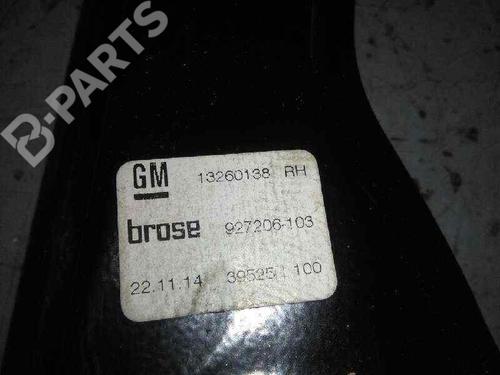 B-PARTS
GM 13260138 RH
brose 927206-103
22.11.14 39525 100